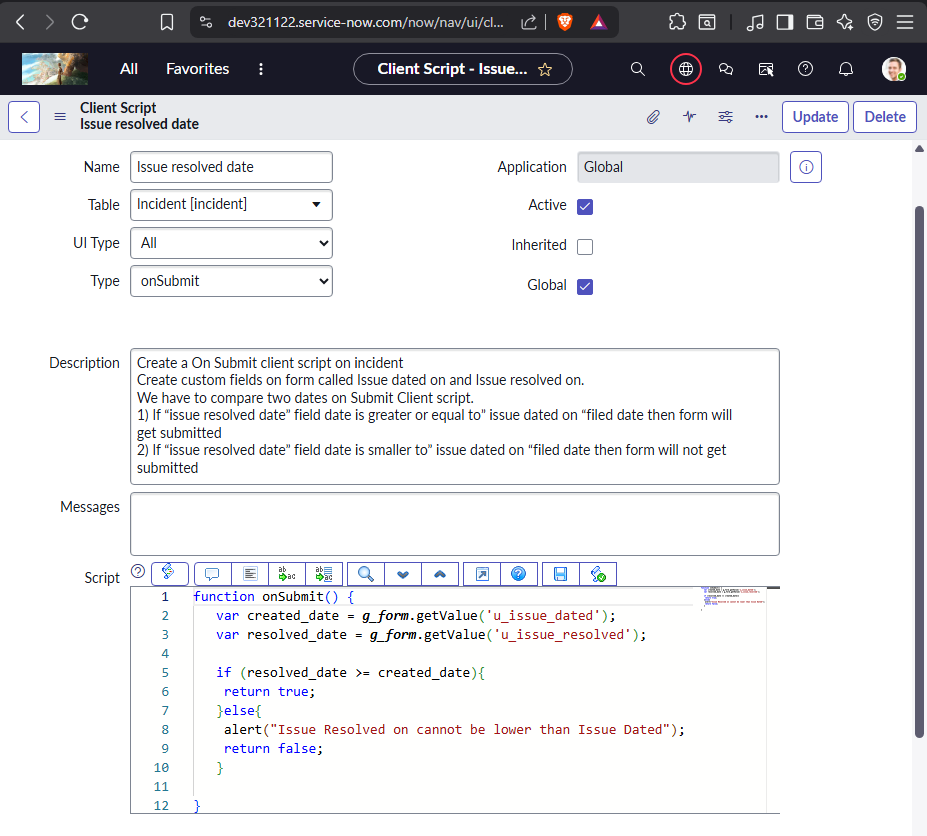 dev321122.service-now.com/now/nav/ui/cl...
All Favorites Client Script - Issue...
Client Script
Issue resolved date
Update Delete
Name Issue resolved date Application Global
Table Incident [incident] Active
UI Type All Inherited
Type onSubmit Global
Description Create a On Submit client script on incident
Create custom fields on form called Issue dated on and Issue resolved on.
We have to compare two dates on Submit Client script.
1) If “issue resolved date” field date is greater or equal to” issue dated on “filed date then form will
get submitted
2) If “issue resolved date” field date is smaller to” issue dated on “filed date then form will not get
submitted
Messages
Script
1 function onSubmit() {
2 var created_date = g_form.getValue('u_issue_dated');
3 var resolved_date = g_form.getValue('u_issue_resolved');
4
5 if (resolved_date >= created_date){
6 return true;
7 }else{
8 alert("Issue Resolved on cannot be lower than Issue Dated");
9 return false;
10 }
11
12 }